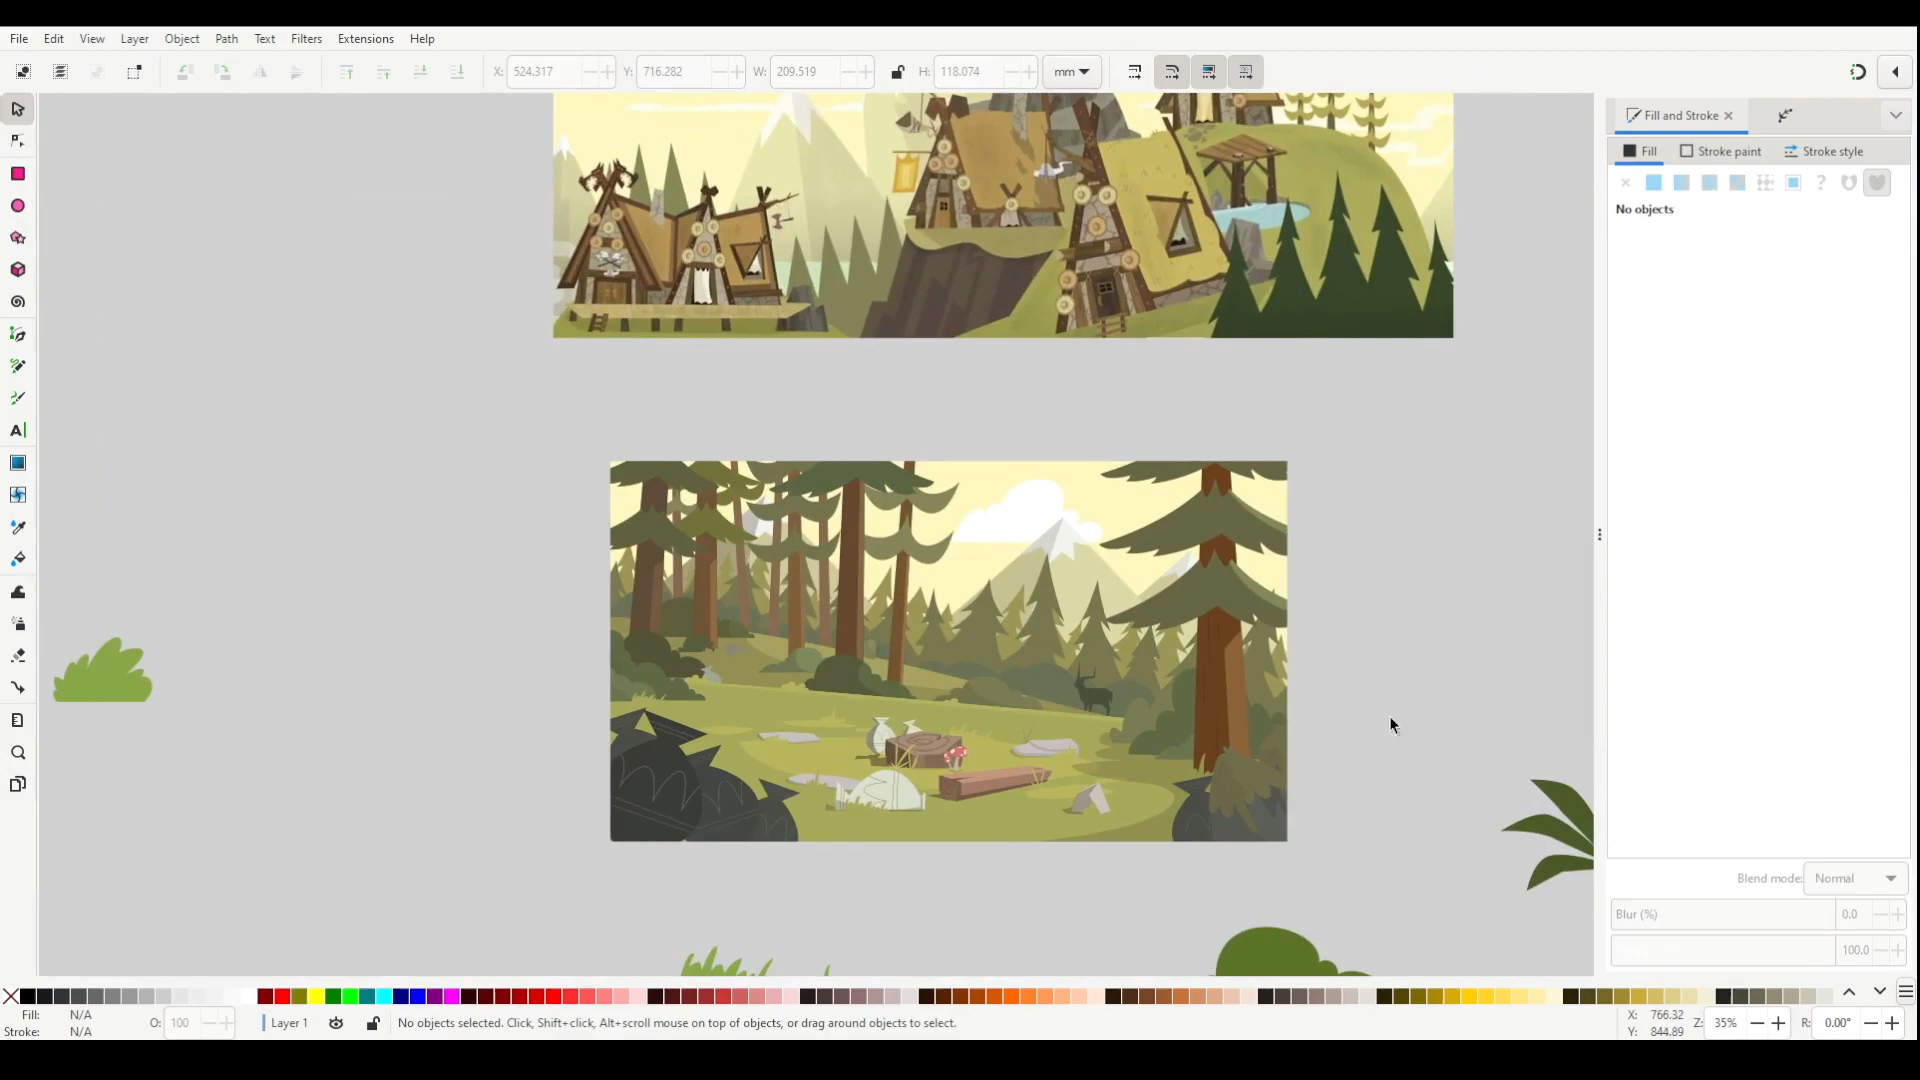 File Edit View Layer Object Path Text Filters Extensions Help
X: 524.317 Y: 716.282 W: 209.519 H: 118.074 mm
Fill and Stroke
Fill Stroke paint Stroke style
?
No objects
A
Blend mode: Normal
Blur (%) 0.0
100.0
Fill: N/A
Stroke: N/A
O: 100
Layer 1
No objects selected. Click, Shift+click, Alt+scroll mouse on top of objects, or drag around objects to select.
X: 766.32
Y: 844.89
Z: 35%
R: 0.00°